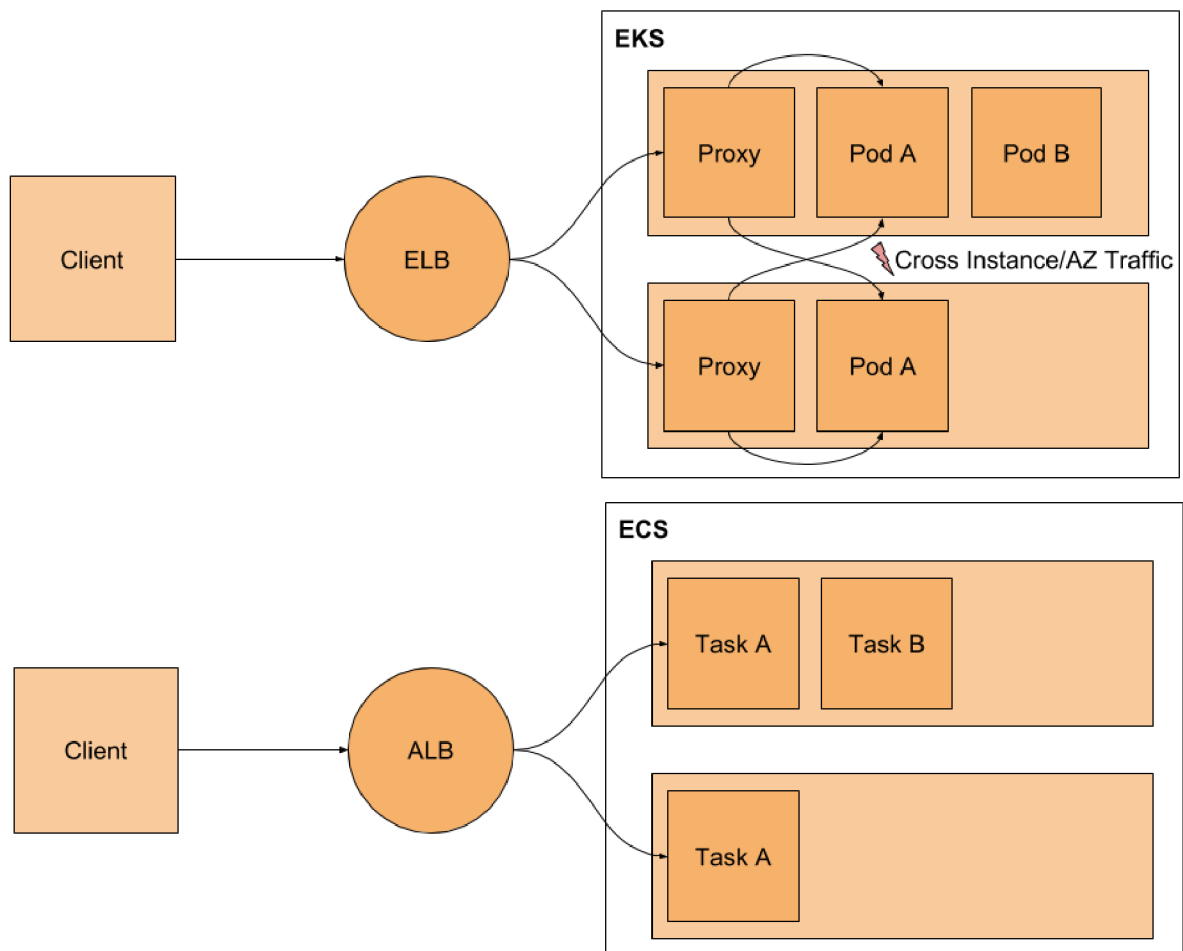 EKS
Proxy
Pod A
Pod B
Client
ELB
Cross Instance/AZ Traffic
Proxy
Pod A
ECS
Task A
Task B
Client
ALB
Task A